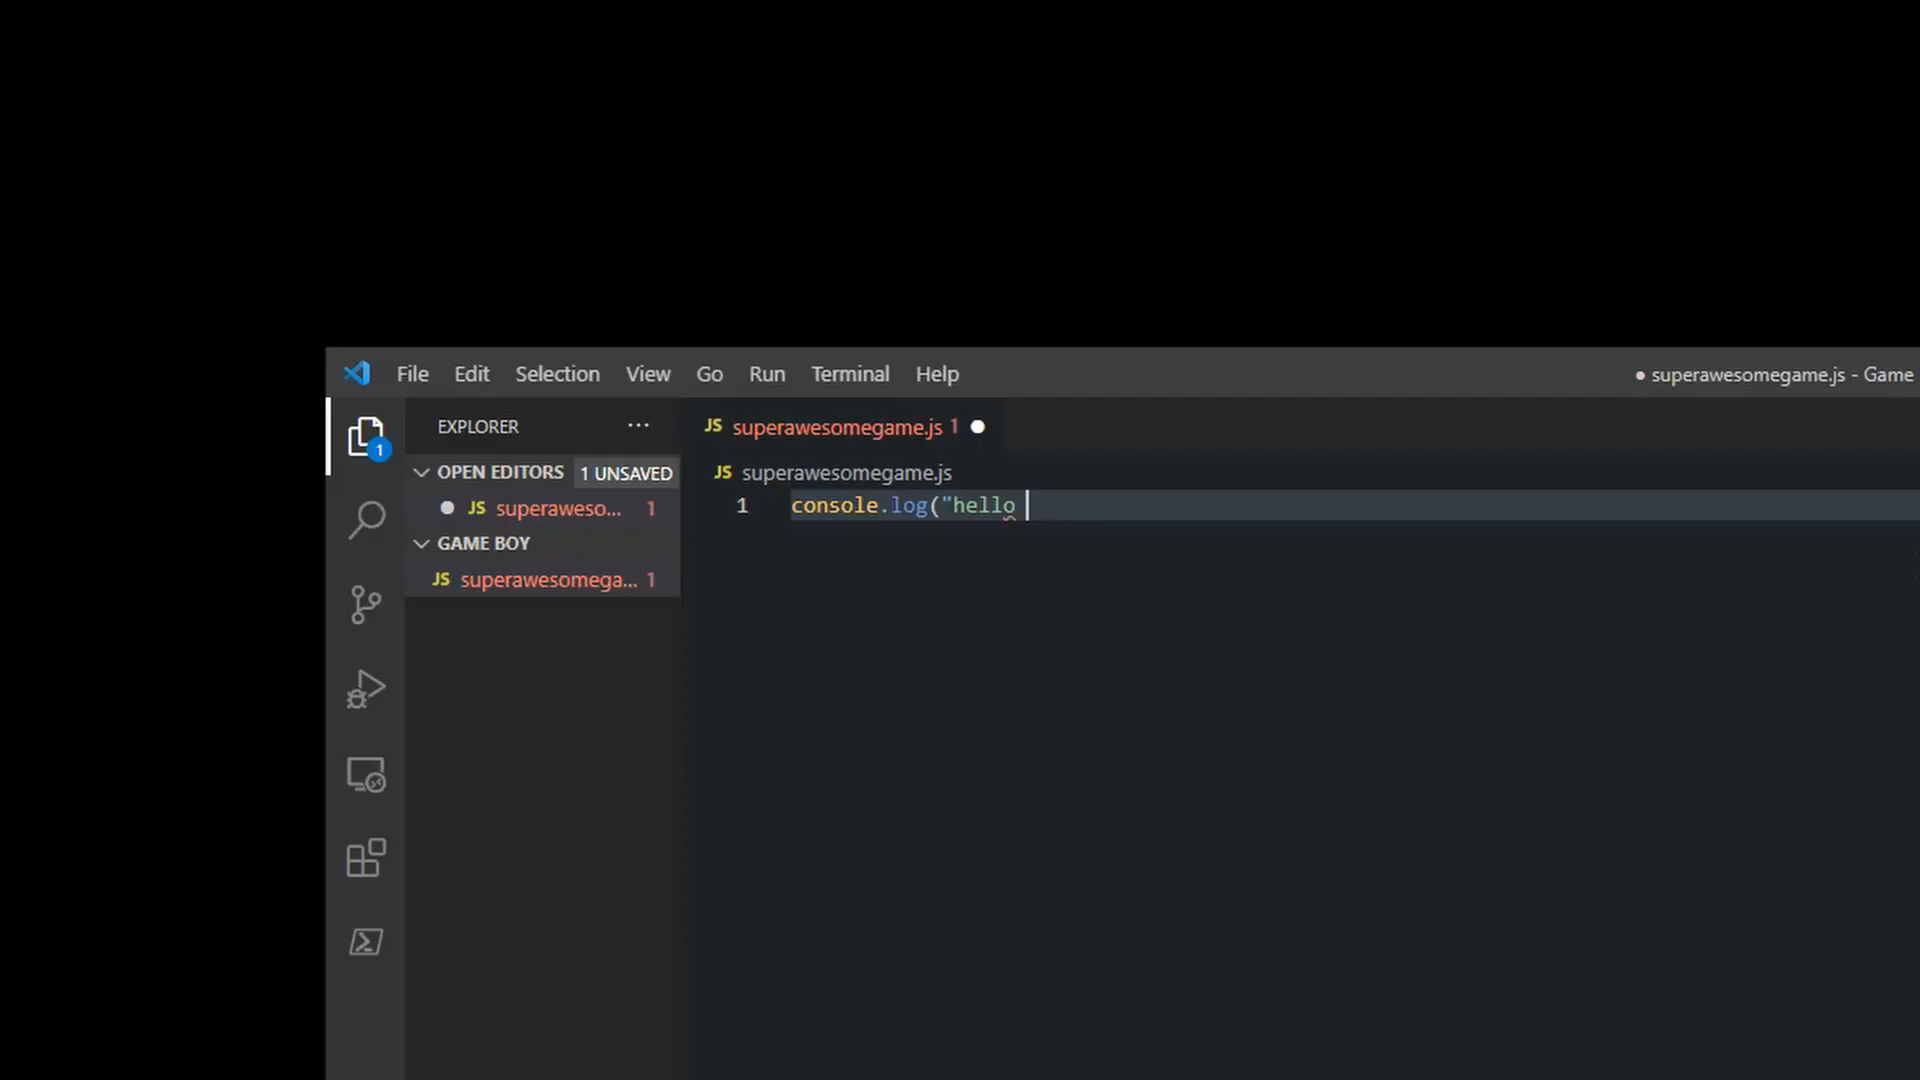 File Edit Selection View Go Run Terminal Help
● superawesomegame.js - Game
EXPLORER ···
1
OPEN EDITORS 1 UNSAVED
JS superaweso... 1
GAME BOY
JS superawesomega... 1
JS superawesomegame.js 1
JS superawesomegame.js
1 console.log("hello